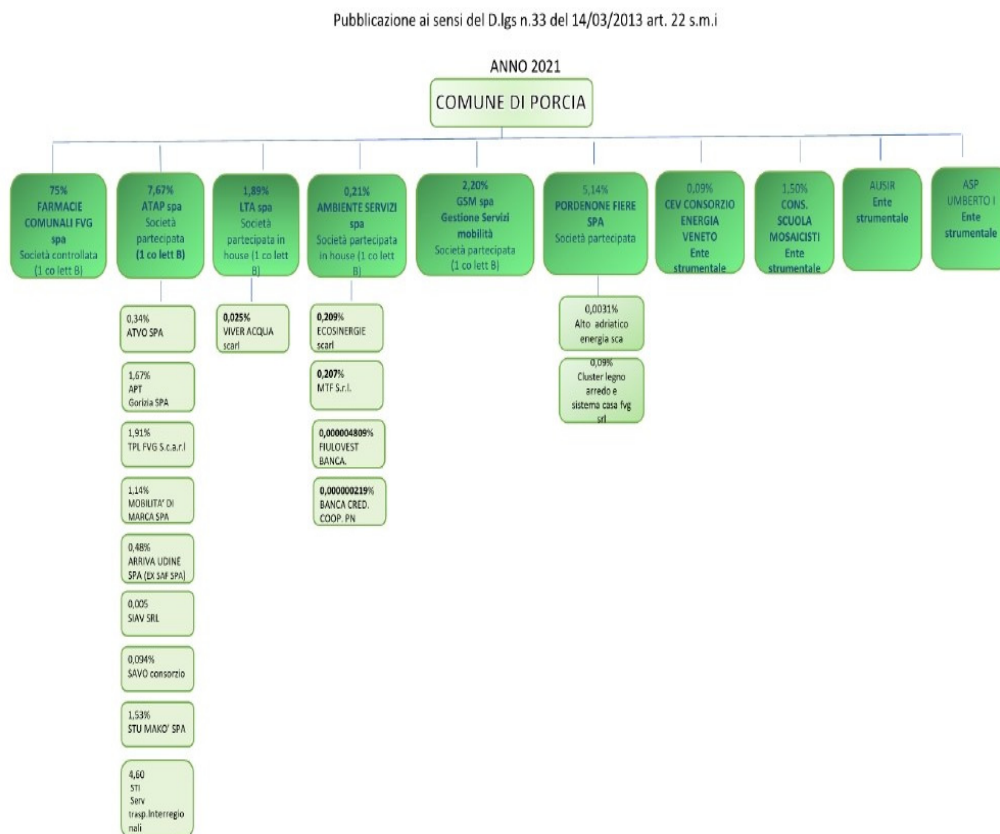 Pubblicazione ai sensi del D.lgs n.33 del 14/03/2013 art. 22 s.m.i
ANNO 2021
COMUNE DI PORCIA
75%
FARMACIE
COMUNALI FVG
spa
Società controllata
(1 co lett B)
7,67%
ATAP spa
Società
partecipata
(1 co lett B)
1,89%
LTA spa
Società
partecipata in
house (1 co lett
B)
0,21%
AMBIENTE SERVIZI
spa
Società partecipata
in house (1 co lett
B)
2,20%
GSM spa
Gestione Servizi
mobilità
Società partecipata
(1 co lett B)
5,14%
PORDENONE FIERE
SPA
Società partecipata
0,09%
CEV CONSORZIO
ENERGIA
VENETO
Ente
strumentale
1,50%
CONS.
SCUOLA
MOSAICISTI
Ente
strumentale
AUSIR
Ente
strumentale
ASP
UMBERTO I
Ente
strumentale
0,34%
ATVO SPA
1,67%
APT
Gorizia SPA
1,91%
TPL FVG S.c.a.r.l
1,14%
MOBILITA' DI
MARCA SPA
0,48%
ARRIVA UDINE
SPA (EX SAF SPA)
0,005
SIAV SRL
0,094%
SAVO consorzio
1,53%
STU MAKO' SPA
4,60
STI
Serv
trasp.Interregio
nali
0,025%
VIVER ACQUA
scarl
0,209%
ECOSINERGIE
scarl
0,207%
MTF S.r.l.
0,000004809%
FIULOVEST
BANCA.
0,000000219%
BANCA CRED.
COOP. PN
0,0031%
Alto adriatico
energia sca
0,09%
Cluster legno
arredo e
sistema casa fvg
srl